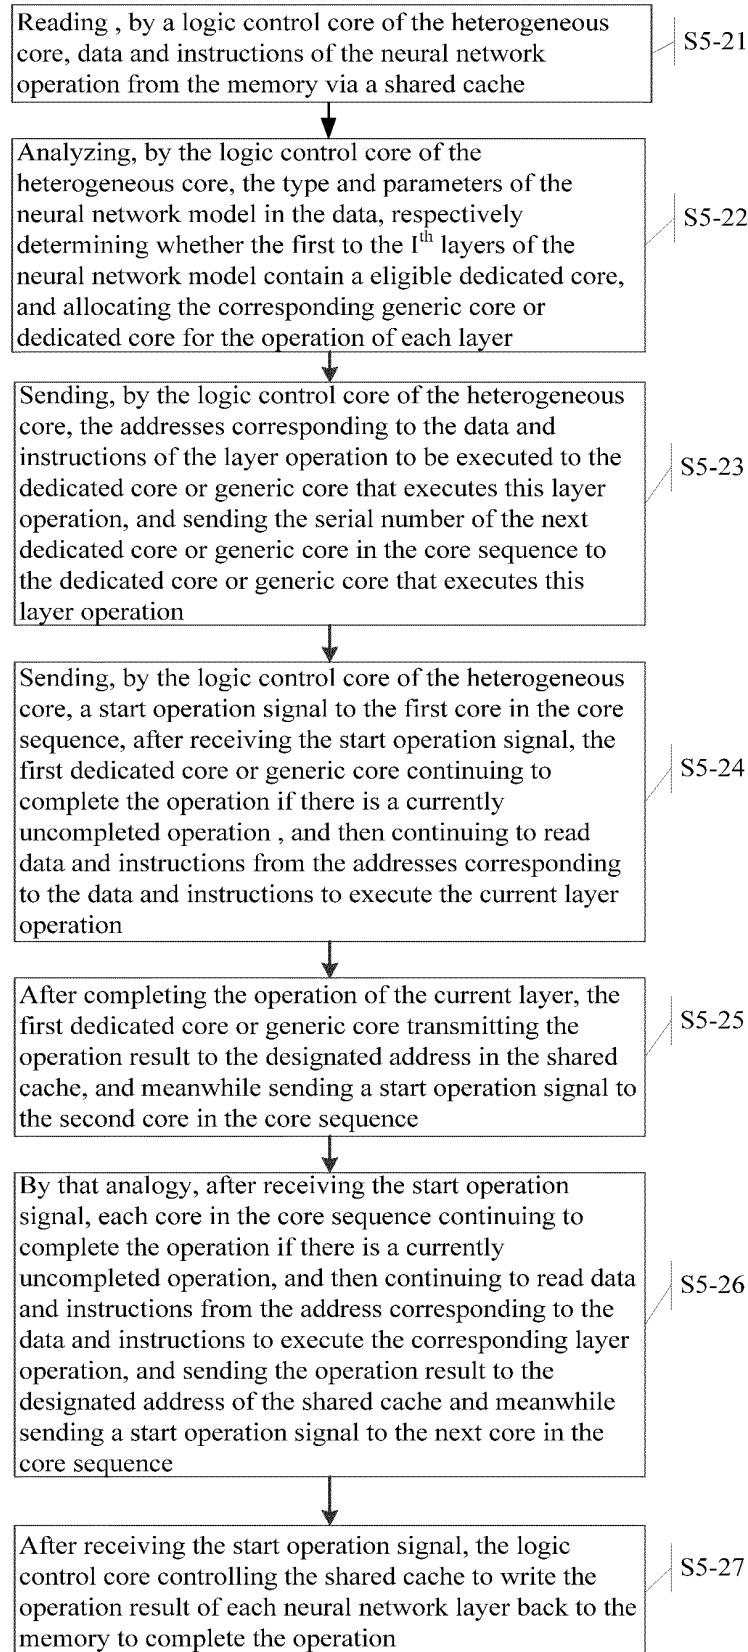 Reading , by a logic control core of the heterogeneous
core, data and instructions of the neural network
operation from the memory via a shared cache
S5-21
Analyzing, by the logic control core of the
heterogeneous core, the type and parameters of the
neural network model in the data, respectively
determining whether the first to the Ith layers of the
neural network model contain a eligible dedicated core,
and allocating the corresponding generic core or
dedicated core for the operation of each layer
S5-22
Sending, by the logic control core of the heterogeneous
core, the addresses corresponding to the data and
instructions of the layer operation to be executed to the
dedicated core or generic core that executes this layer
operation, and sending the serial number of the next
dedicated core or generic core in the core sequence to
the dedicated core or generic core that executes this
layer operation
S5-23
Sending, by the logic control core of the heterogeneous
core, a start operation signal to the first core in the core
sequence, after receiving the start operation signal, the
first dedicated core or generic core continuing to
complete the operation if there is a currently
uncompleted operation , and then continuing to read
data and instructions from the addresses corresponding
to the data and instructions to execute the current layer
operation
S5-24
After completing the operation of the current layer, the
first dedicated core or generic core transmitting the
operation result to the designated address in the shared
cache, and meanwhile sending a start operation signal to
the second core in the core sequence
S5-25
By that analogy, after receiving the start operation
signal, each core in the core sequence continuing to
complete the operation if there is a currently
uncompleted operation, and then continuing to read data
and instructions from the address corresponding to the
data and instructions to execute the corresponding layer
operation, and sending the operation result to the
designated address of the shared cache and meanwhile
sending a start operation signal to the next core in the
core sequence
S5-26
After receiving the start operation signal, the logic
control core controlling the shared cache to write the
operation result of each neural network layer back to the
memory to complete the operation
S5-27